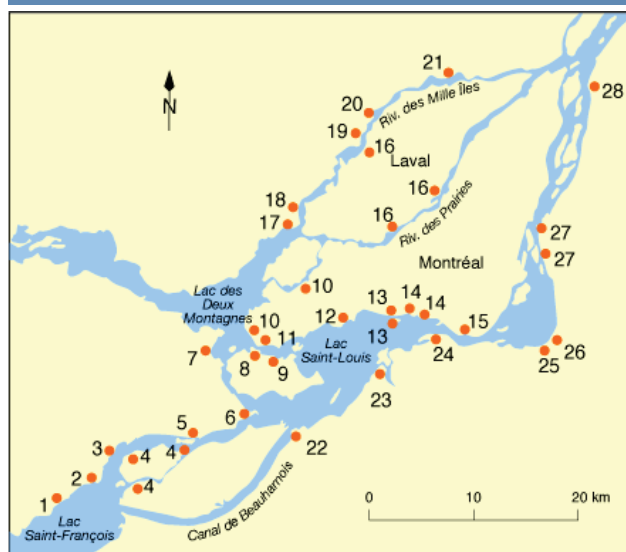 21
Riv. des Mille Îles
28
N
20
19
16
Laval
16
18
17
16
Riv. des Prairies
27
Montréal
27
10
Lac des
Deux
Montagnes
13
14
14
12
10
11
13
15
Lac
Saint-Louis
7
8
9
24
25
26
23
6
5
22
3
4
4
2
4
1
Lac
Saint-François
Canal de Beauharnois
0
10
20 km